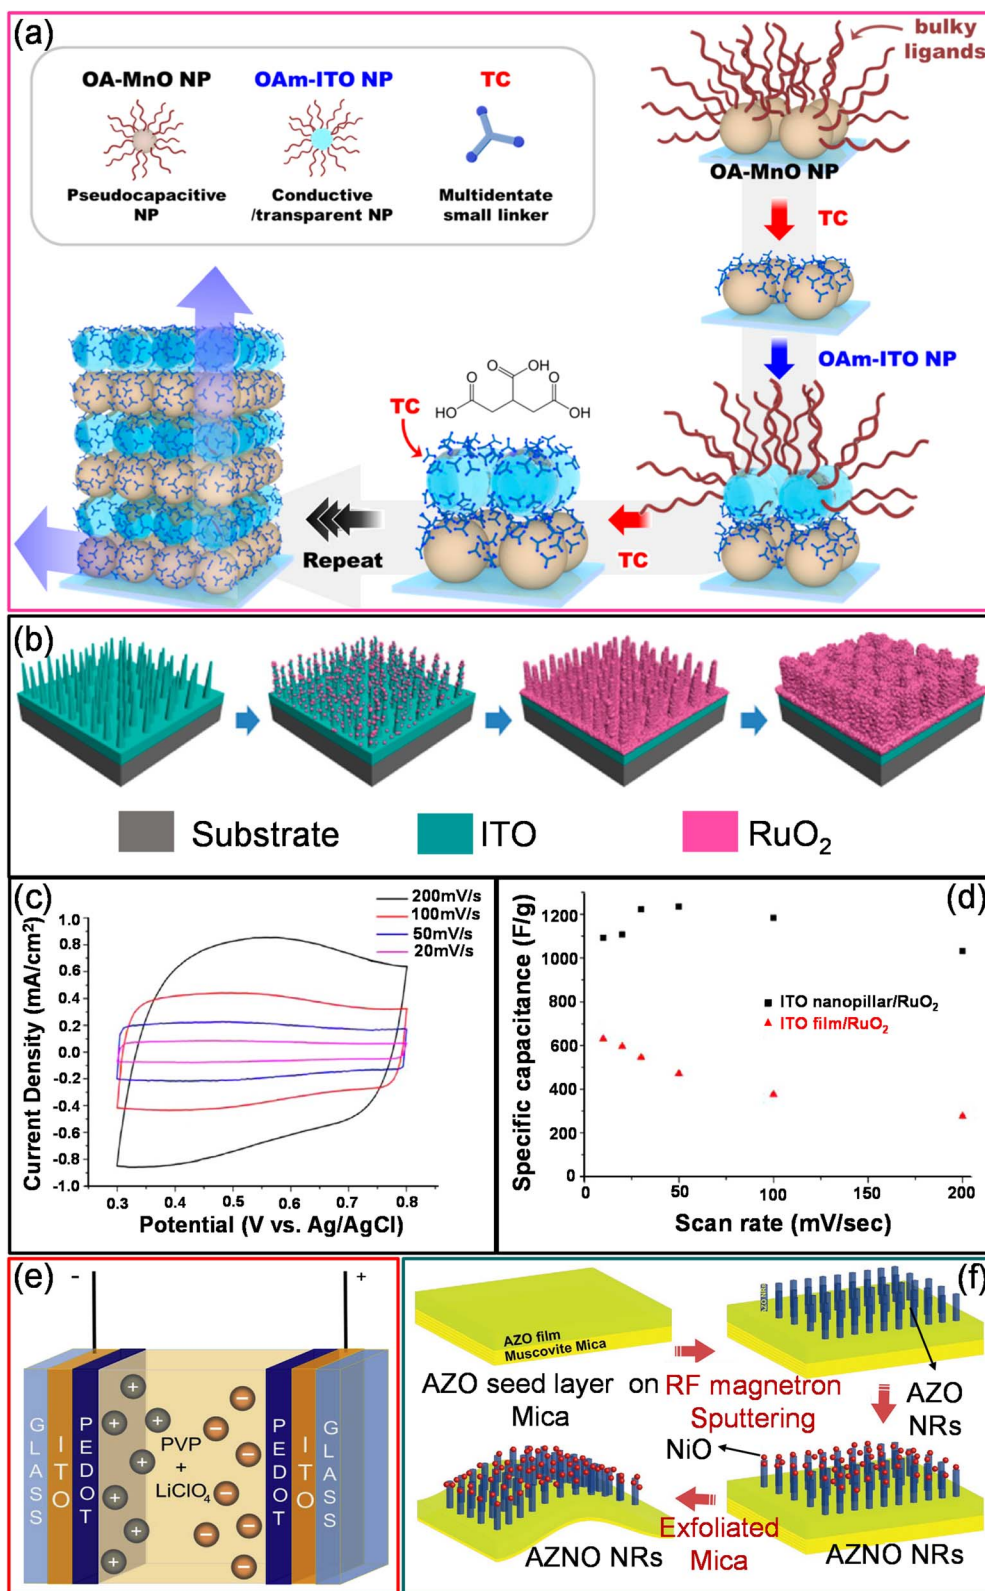 (a)
bulky
ligands
OA-MnO NP
OAm-ITO NP
TC
Pseudocapacitive
NP
Conductive
/transparent NP
Multidentate
small linker
OA-MnO NP
TC
OAm-ITO NP
O
OH
O
O
HO
OH
TC
Repeat
TC
(b)
Substrate
ITO
RuO2
(c)
200mV/s
100mV/s
50mV/s
20mV/s
Current Density (mA/cm²)
1.0
0.8
0.6
0.4
0.2
0.0
-0.2
-0.4
-0.6
-0.8
-1.0
0.3 0.4 0.5 0.6 0.7 0.8
Potential (V vs. Ag/AgCl)
(d)
Specific capacitance (F/g)
1200
1000
800
600
400
200
0
ITO nanopillar/RuO2
ITO film/RuO2
0 50 100 150 200
Scan rate (mV/sec)
(e)
- +
GLASS
ITO
PEDOT
PVP
+
LiClO4
PEDOT
ITO
GLASS
(f)
AZO film
Muscovite Mica
AZO seed layer on
Mica
RF magnetron
Sputtering
AZO NRs
AZO
NRs
NiO
Exfoliated
Mica
AZNO NRs
AZNO NRs